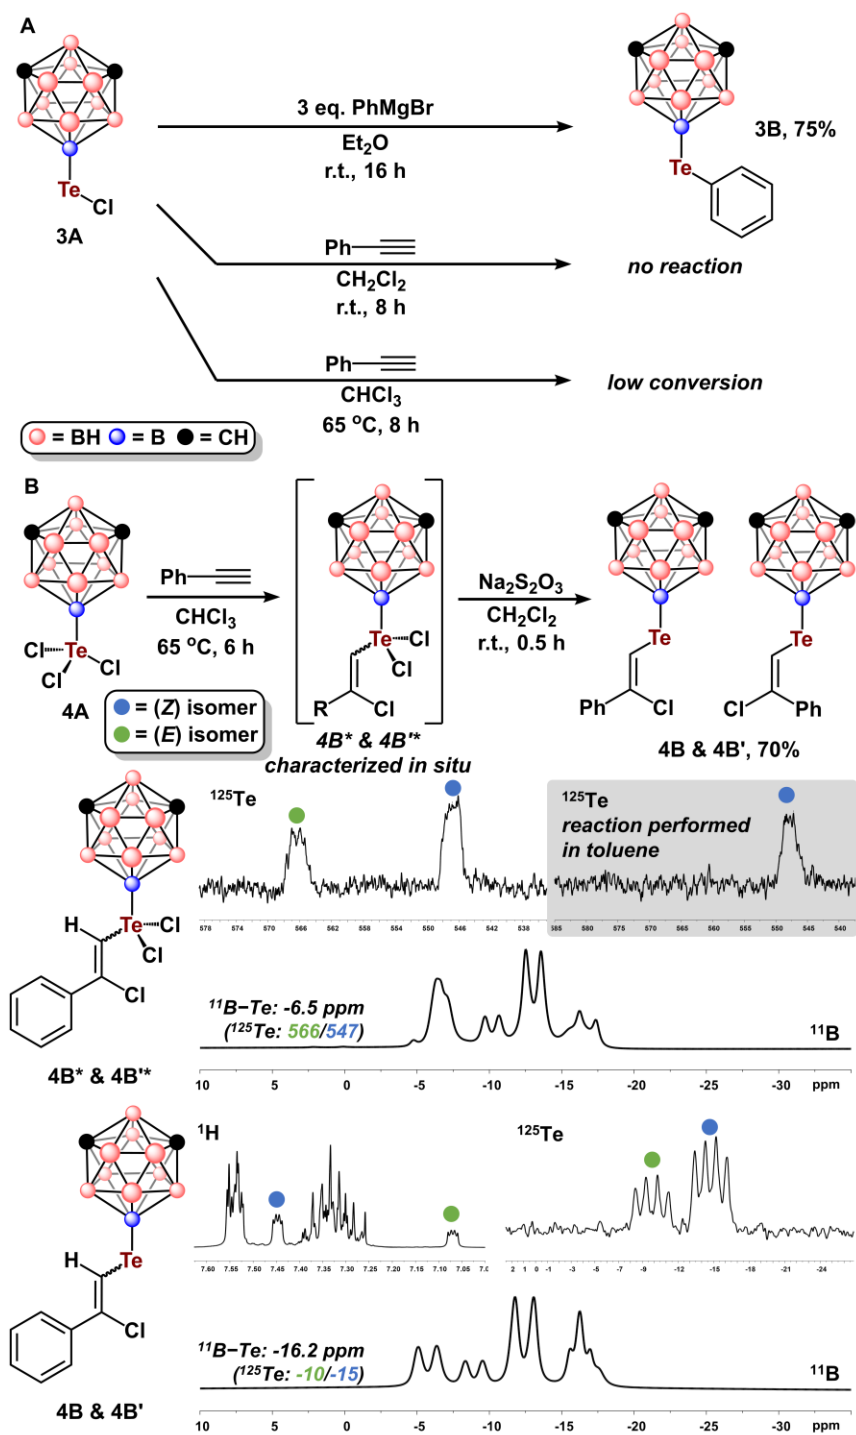 A
3 eq. PhMgBr
Et₂O
r.t., 16 h
Te
Cl
3A
3B, 75%
Te
Ph
CH₂Cl₂
r.t., 8 h
no reaction
Ph
CHCl₃
65 °C, 8 h
low conversion
= BH = B = CH
B
Ph
CHCl₃
65 °C, 6 h
Cl Te Cl
Cl
4A
Te Cl
Cl
R Cl
4B* & 4B'*
characterized in situ
Na₂S₂O₃
CH₂Cl₂
r.t., 0.5 h
Te
Ph Cl
Te
Cl Ph
4B & 4B', 70%
= (Z) isomer
= (E) isomer
¹²⁵Te
578 574 570 566 562 558 554 550 546 542 538
¹²⁵Te
reaction performed
in toluene
585 580 575 570 565 560 555 550 545 540
H Te Cl
Cl
Cl
4B* & 4B'*
¹¹B–Te: -6.5 ppm
(¹²⁵Te: 566/547)
¹¹B
10 5 0 -5 -10 -15 -20 -25 -30 ppm
¹H
7.60 7.55 7.50 7.45 7.40 7.35 7.30 7.25 7.20 7.15 7.10 7.05 7.0
¹²⁵Te
2 1 0 -1 -3 -5 -7 -9 -12 -15 -18 -21 -24
H Te
Cl
4B & 4B'
¹¹B–Te: -16.2 ppm
(¹²⁵Te: -10/-15)
¹¹B
10 5 0 -5 -10 -15 -20 -25 -30 ppm